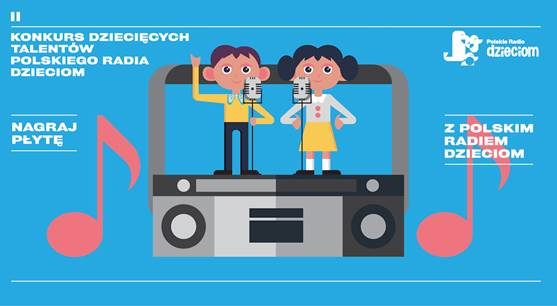 II
KONKURS DZIECIĘCYCH
TALENTÓW
POLSKIEGO RADIA
DZIECIOM
Polskie Radio
dzieciom
NAGRAJ
PŁYTĘ
Z POLSKIM
RADIEM
DZIECIOM